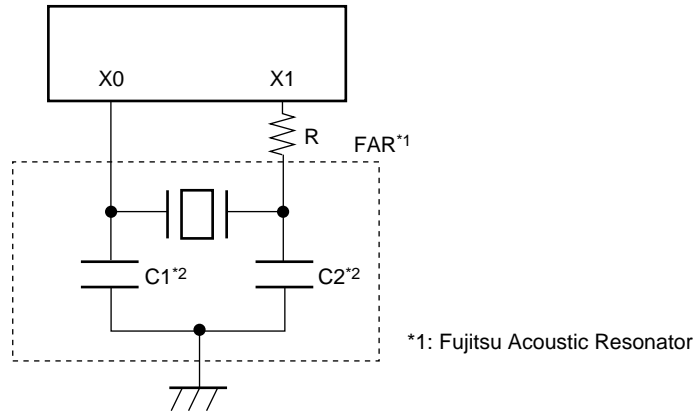 X0 X1
R
FAR*1
C1*2 C2*2
*1: Fujitsu Acoustic Resonator